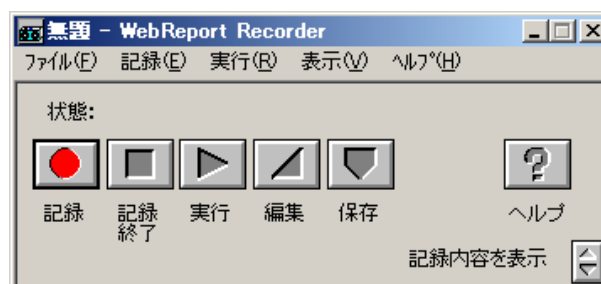 無題 - WebReport Recorder
ファイル(F) 記録(E) 実行(R) 表示(V) ヘルプ(H)
状態:
記録 記録終了 実行 編集 保存 ヘルプ
記録内容を表示